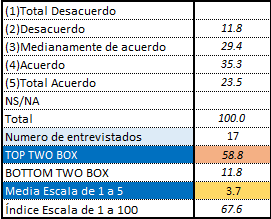 (1)Total Desacuerdo
(2)Desacuerdo 11.8
(3)Medianamente de acuerdo 29.4
(4)Acuerdo 35.3
(5)Total Acuerdo 23.5
NS/NA
Total 100.0
Numero de entrevistados 17
TOP TWO BOX 58.8
BOTTOM TWO BOX 11.8
Media Escala de 1 a 5 3.7
Índice Escala de 1 a 100 67.6